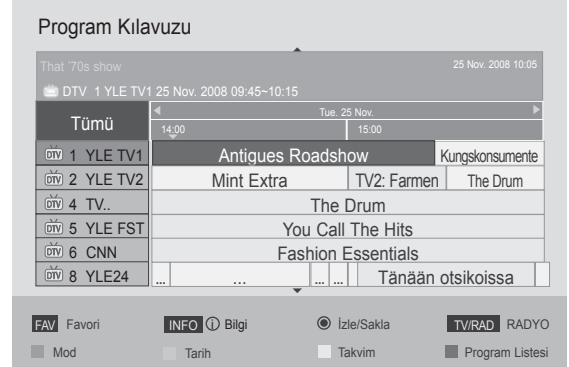 Program Kılavuzu
That '70s show 25 Nov. 2008 10:05
DTV 1 YLE TV1 25 Nov. 2008 09:45~10:15
Tümü Tue. 25 Nov.
14:00 15:00
DTV 1 YLE TV1 Antigues Roadshow Kungskonsumente
DTV 2 YLE TV2 Mint Extra TV2: Farmen The Drum
DTV 4 TV.. The Drum
DTV 5 YLE FST You Call The Hits
DTV 6 CNN Fashion Essentials
DTV 8 YLE24 ... ... ... ... Tänään otsikoissa
FAV Favori INFO i Bilgi İzle/Sakla TV/RAD RADYO
Mod Tarih Takvim Program Listesi